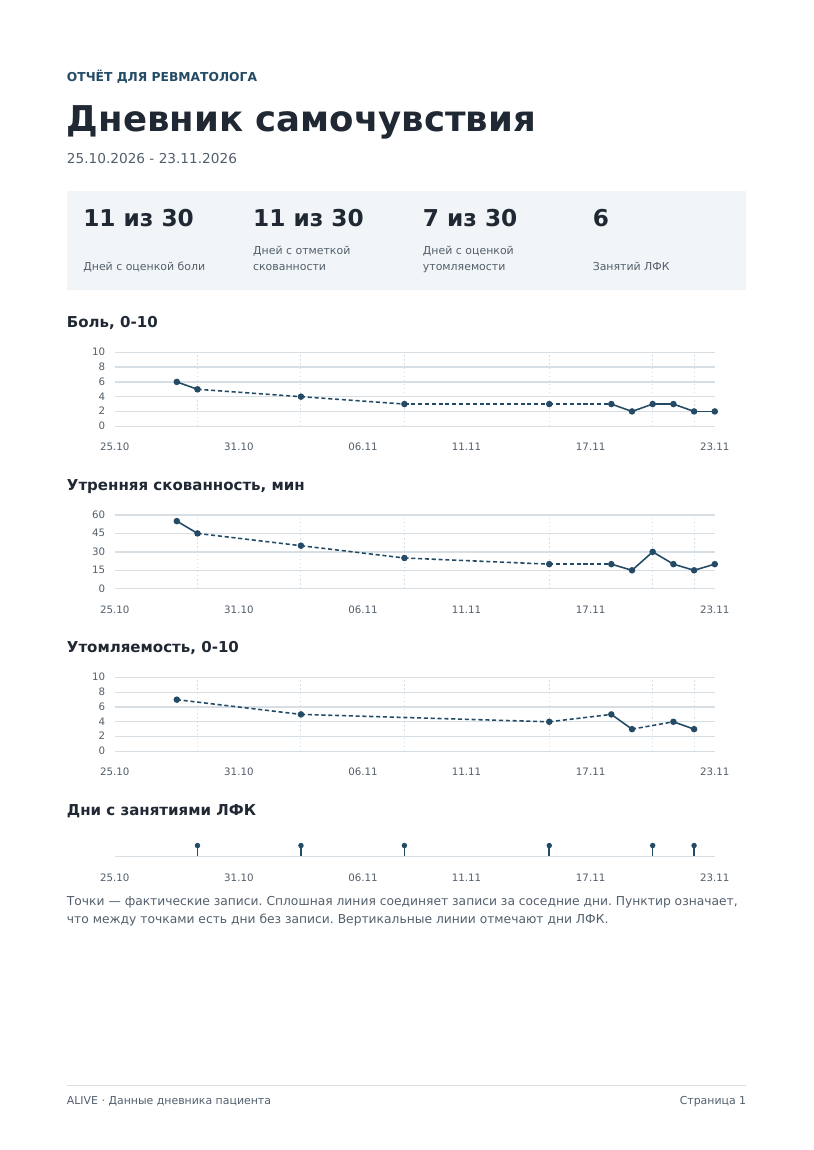 ОТЧЁТ ДЛЯ РЕВМАТОЛОГА
Дневник самочувствия
25.10.2026 - 23.11.2026
11 из 30
Дней с оценкой боли
11 из 30
Дней с отметкой
скованности
7 из 30
Дней с оценкой
утомляемости
6
Занятий ЛФК
Боль, 0-10
10
8
6
4
2
0
25.10 31.10 06.11 11.11 17.11 23.11
Утренняя скованность, мин
60
45
30
15
0
25.10 31.10 06.11 11.11 17.11 23.11
Утомляемость, 0-10
10
8
6
4
2
0
25.10 31.10 06.11 11.11 17.11 23.11
Дни с занятиями ЛФК
25.10 31.10 06.11 11.11 17.11 23.11
Точки — фактические записи. Сплошная линия соединяет записи за соседние дни. Пунктир означает,
что между точками есть дни без записи. Вертикальные линии отмечают дни ЛФК.
ALIVE · Данные дневника пациента
Страница 1